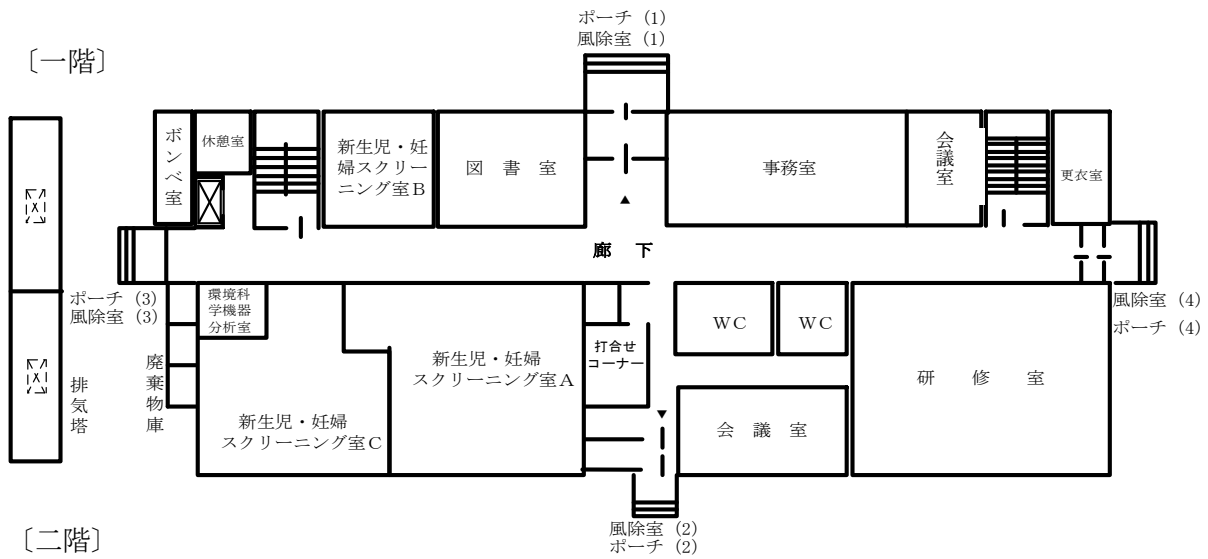 ポーチ (1)
風除室 (1)
〔一階〕
ボンベ室
休憩室
新生児・妊
婦スクリー
ニング室B
図 書 室
事務室
会議室
更衣室
廊 下
ポーチ (3)
風除室 (3)
環境科
学機器
分析室
WC
WC
風除室 (4)
ポーチ (4)
打合せ
コーナー
新生児・妊婦
スクリーニング室A
研 修 室
排気塔
廃棄物庫
新生児・妊婦
スクリーニング室C
会 議 室
風除室 (2)
ポーチ (2)
〔二階〕